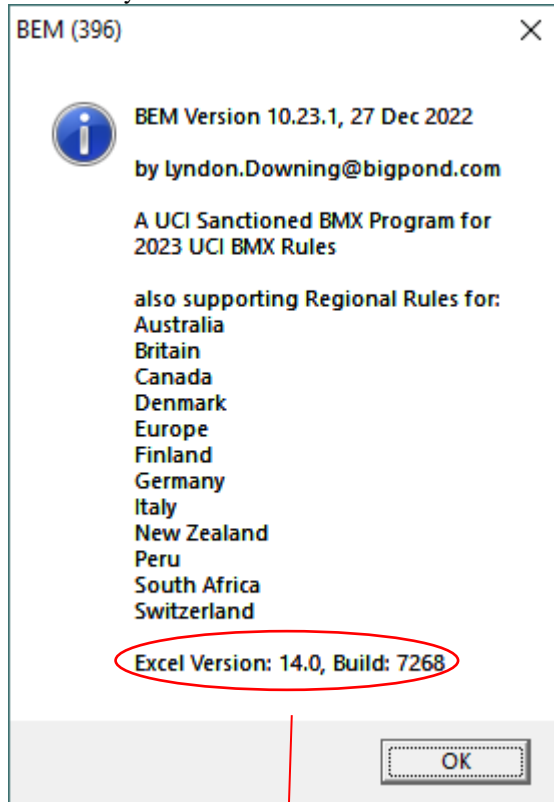 BEM (396)
BEM Version 10.23.1, 27 Dec 2022
by Lyndon.Downing@bigpond.com
A UCI Sanctioned BMX Program for
2023 UCI BMX Rules
also supporting Regional Rules for:
Australia
Britain
Canada
Denmark
Europe
Finland
Germany
Italy
New Zealand
Peru
South Africa
Switzerland
Excel Version: 14.0, Build: 7268
OK